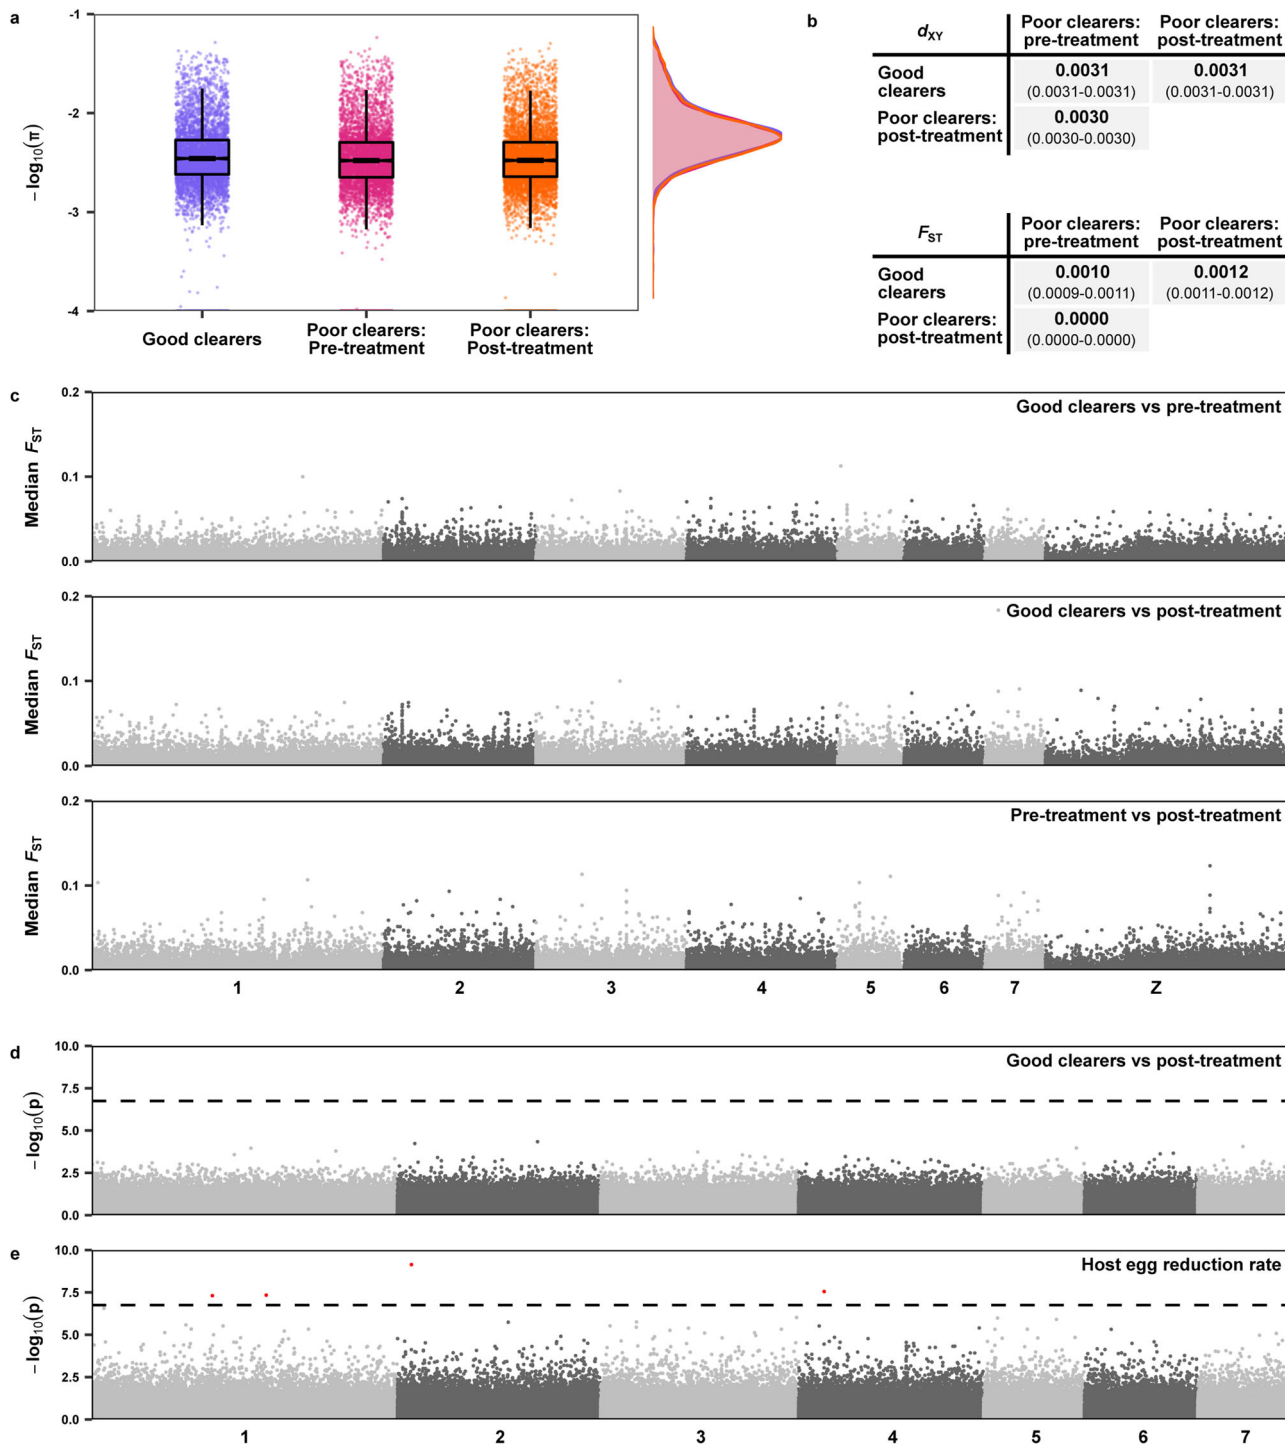 a
-1
-2
-3
-4
−log10(π)
Good clearers
Poor clearers:
Pre-treatment
Poor clearers:
Post-treatment
b
dXY
Poor clearers:
pre-treatment
Poor clearers:
post-treatment
Good
clearers
0.0031
(0.0031-0.0031)
0.0031
(0.0031-0.0031)
Poor clearers:
post-treatment
0.0030
(0.0030-0.0030)
FST
Poor clearers:
pre-treatment
Poor clearers:
post-treatment
Good
clearers
0.0010
(0.0009-0.0011)
0.0012
(0.0011-0.0012)
Poor clearers:
post-treatment
0.0000
(0.0000-0.0000)
c
0.2
0.1
0.0
Median FST
Good clearers vs pre-treatment
0.2
0.1
0.0
Median FST
Good clearers vs post-treatment
0.2
0.1
0.0
Median FST
Pre-treatment vs post-treatment
1 2 3 4 5 6 7 Z
d
10.0
7.5
5.0
2.5
0.0
−log10(p)
Good clearers vs post-treatment
e
10.0
7.5
5.0
2.5
0.0
−log10(p)
Host egg reduction rate
1 2 3 4 5 6 7